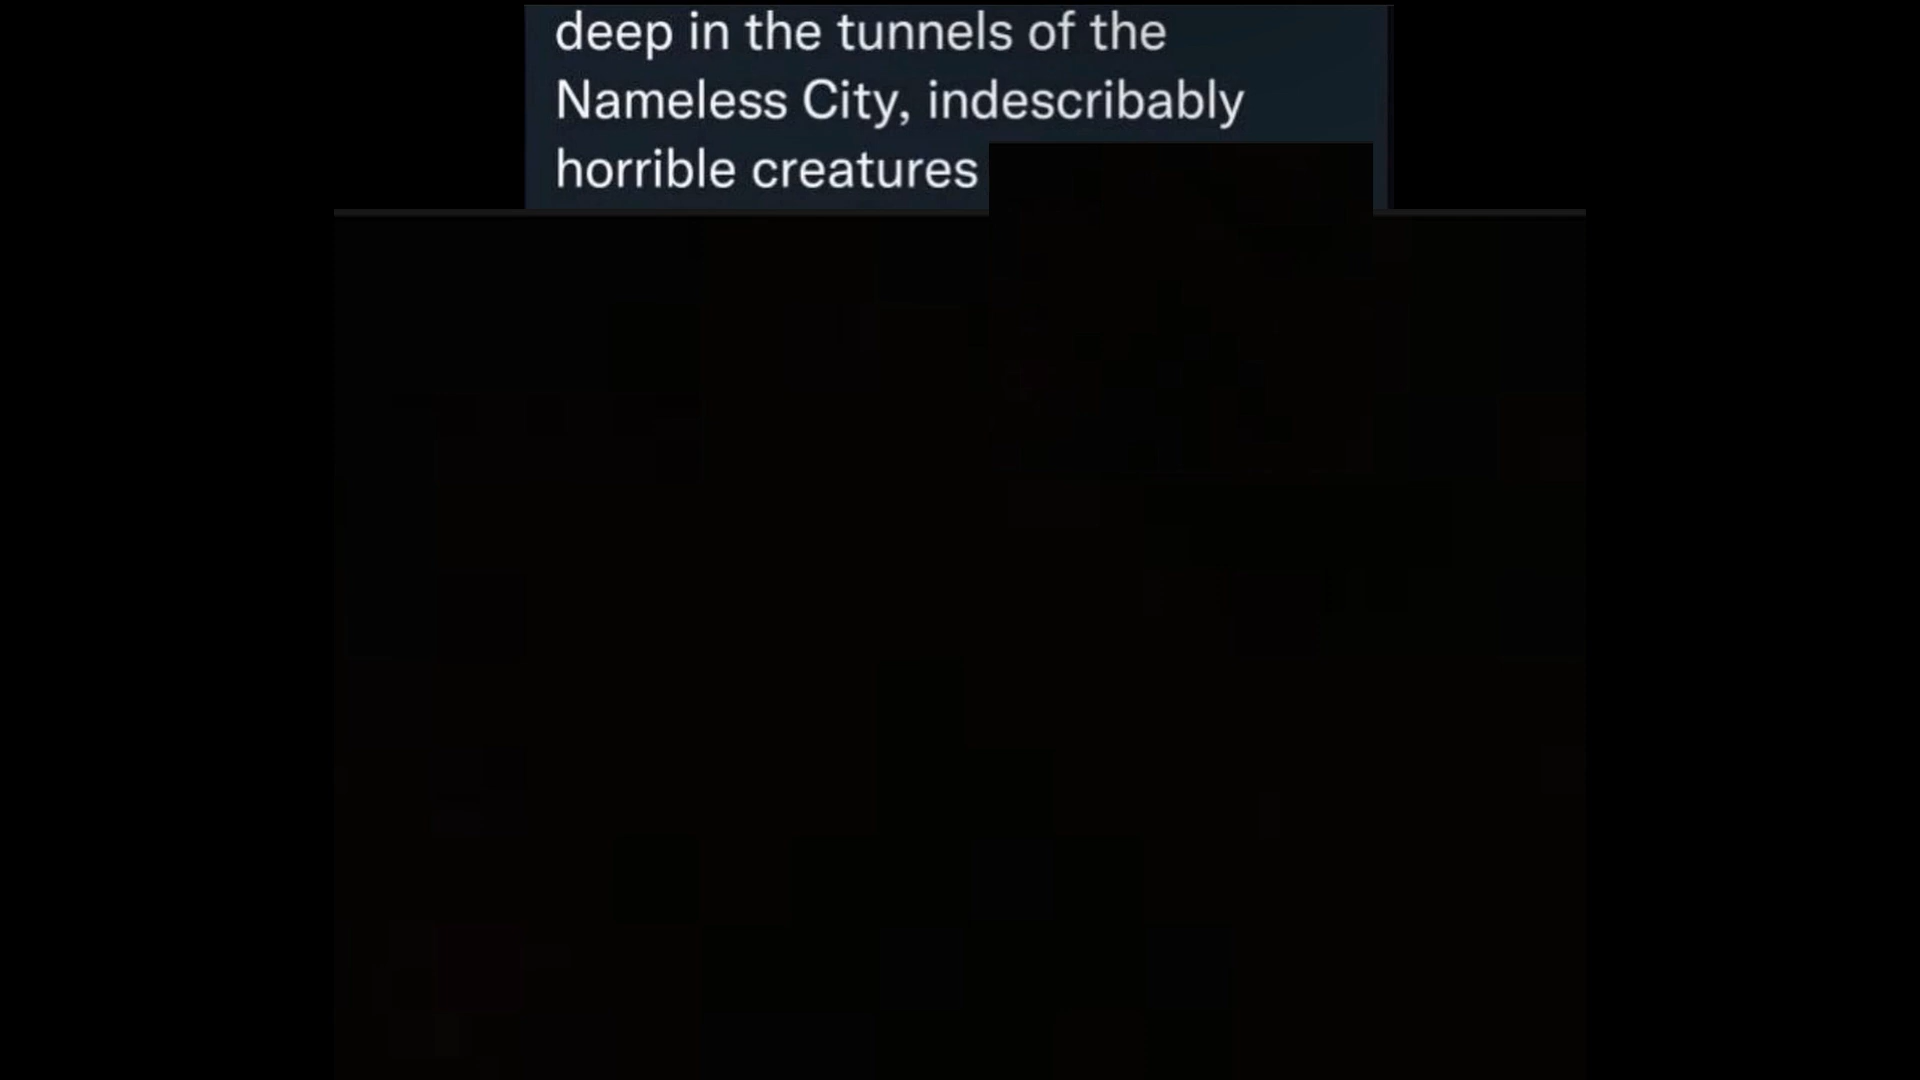 deep in the tunnels of the
Nameless City, indescribably
horrible creatures